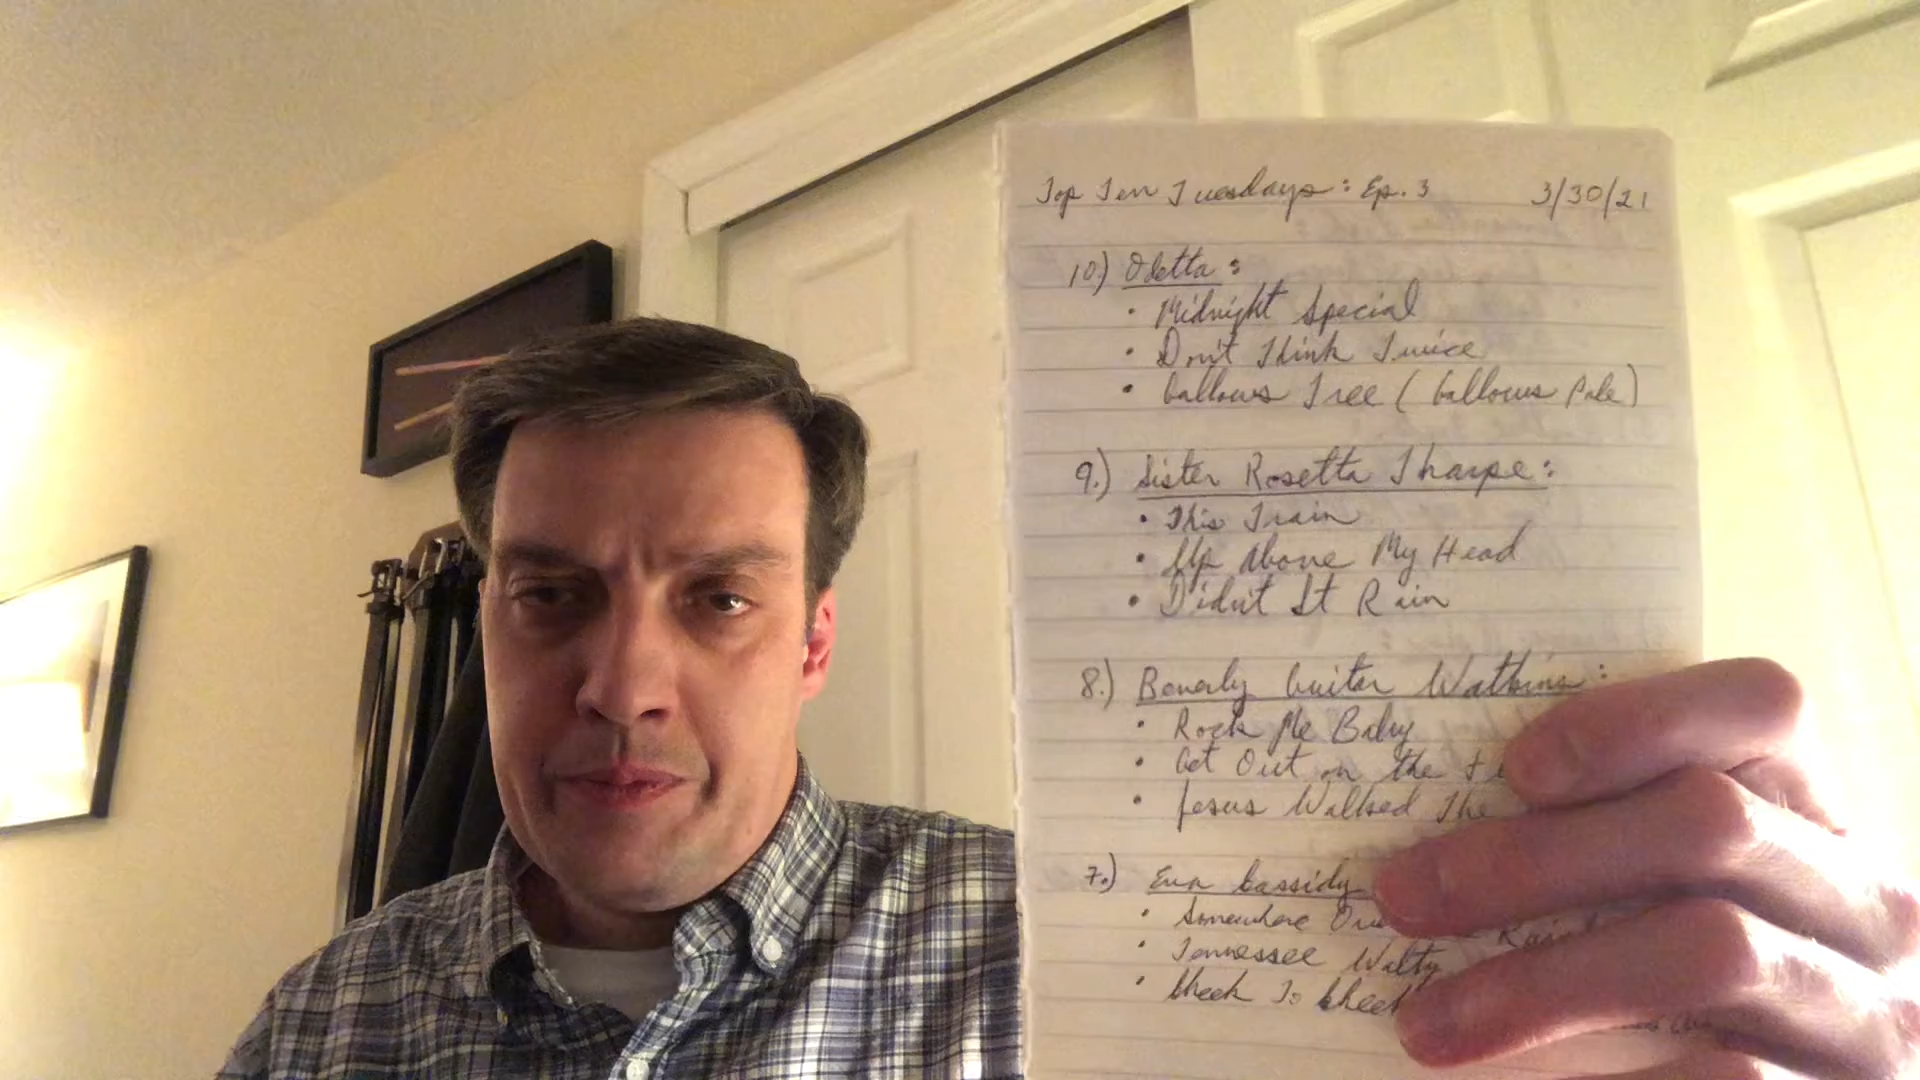 Top Ten Tuesdays: Ep. 3 3/30/21
10.) Odetta:
• Midnight Special
• Don't Think Twice
• Gallows Tree (Gallows Pole)
9.) Sister Rosetta Tharpe:
• This Train
• Up Above My Head
• Didn't It Rain
8.) Beverly Guitar Watkins:
• Rock Me Baby
• Get Out on the
• Jesus Walked The
7.) Eva Cassidy
• Somewhere
• Tennessee Waltz
• Cheek To Cheek